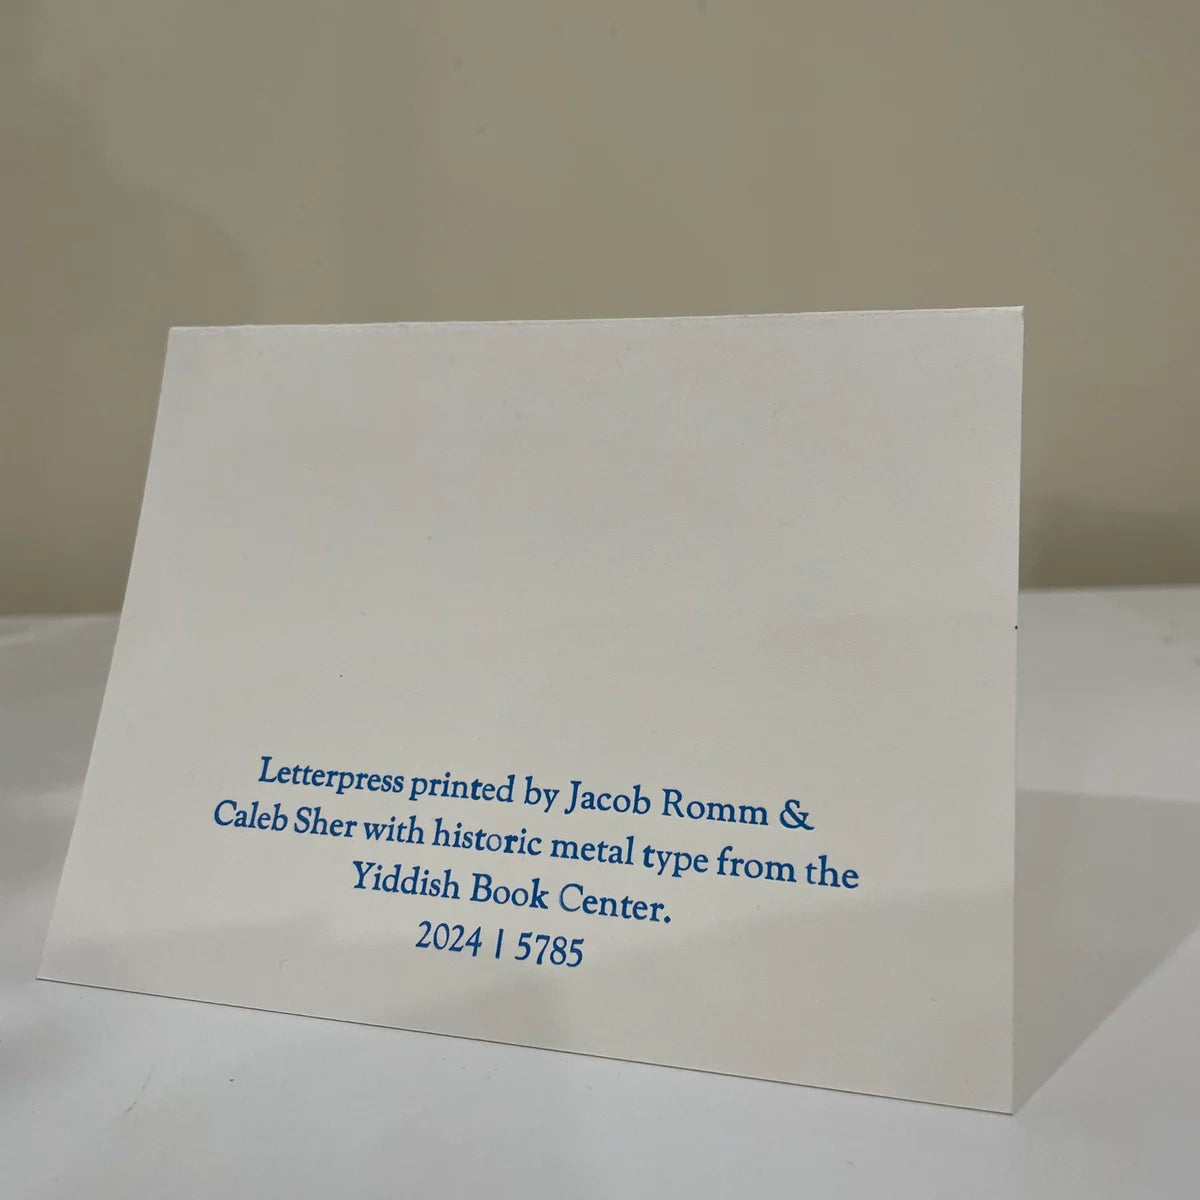 Letterpress printed by Jacob Romm &
Caleb Sher with historic metal type from the
Yiddish Book Center.
2024 | 5785